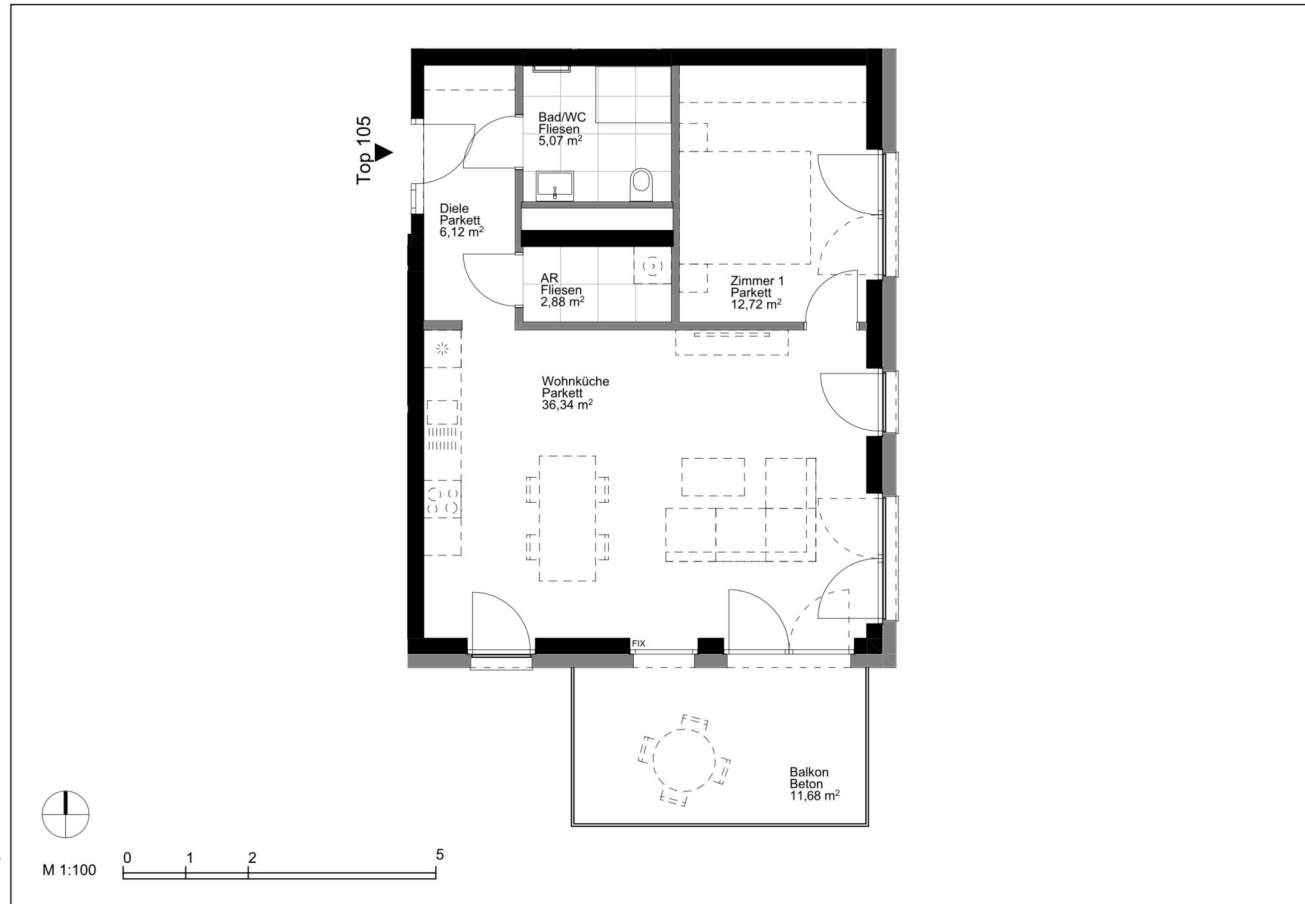 Top 105
Bad/WC
Fliesen
5,07 m²
Diele
Parkett
6,12 m²
AR
Fliesen
2,88 m²
Zimmer 1
Parkett
12,72 m²
Wohnküche
Parkett
36,34 m²
FIX
Balkon
Beton
11,68 m²
M 1:100
0 1 2 5